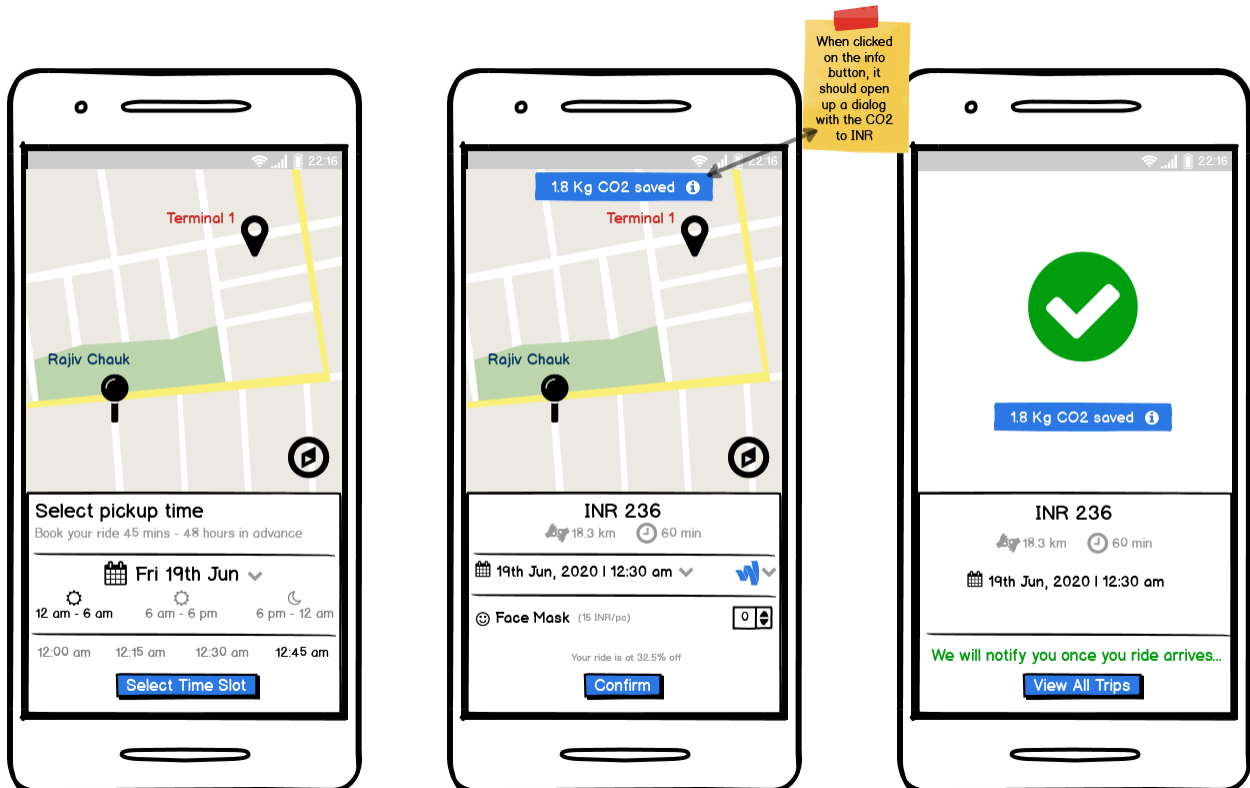 When clicked
on the info
button, it
should open
up a dialog
with the CO2
to INR
22:16
Terminal 1
Rajiv Chauk
Select pickup time
Book your ride 45 mins - 48 hours in advance
Fri 19th Jun
12 am - 6 am 6 am - 6 pm 6 pm - 12 am
12:00 am 12:15 am 12:30 am 12:45 am
Select Time Slot
22:16
1.8 Kg CO2 saved
Terminal 1
Rajiv Chauk
INR 236
18.3 km 60 min
19th Jun, 2020 | 12:30 am
Face Mask (15 INR/pc) 0
Your ride is at 32.5% off
Confirm
22:16
1.8 Kg CO2 saved
INR 236
18.3 km 60 min
19th Jun, 2020 | 12:30 am
We will notify you once you ride arrives...
View All Trips